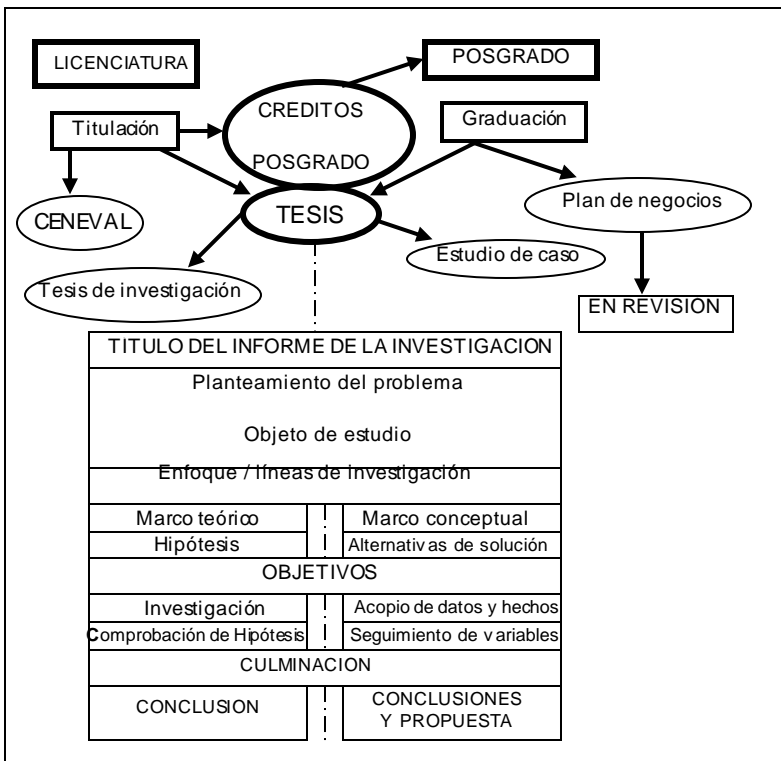 LICENCIATURA
POSGRADO
CREDITOS
POSGRADO
Titulación
Graduación
CENEVAL
TESIS
Plan de negocios
Estudio de caso
Tesis de investigación
EN REVISION
TITULO DEL INFORME DE LA INVESTIGACION
Planteamiento del problema
Objeto de estudio
Enfoque / líneas de investigación
Marco teórico
Marco conceptual
Hipótesis
Alternativas de solución
OBJETIVOS
Investigación
Acopio de datos y hechos
Comprobación de Hipótesis
Seguimiento de variables
CULMINACION
CONCLUSION
CONCLUSIONES
Y PROPUESTA